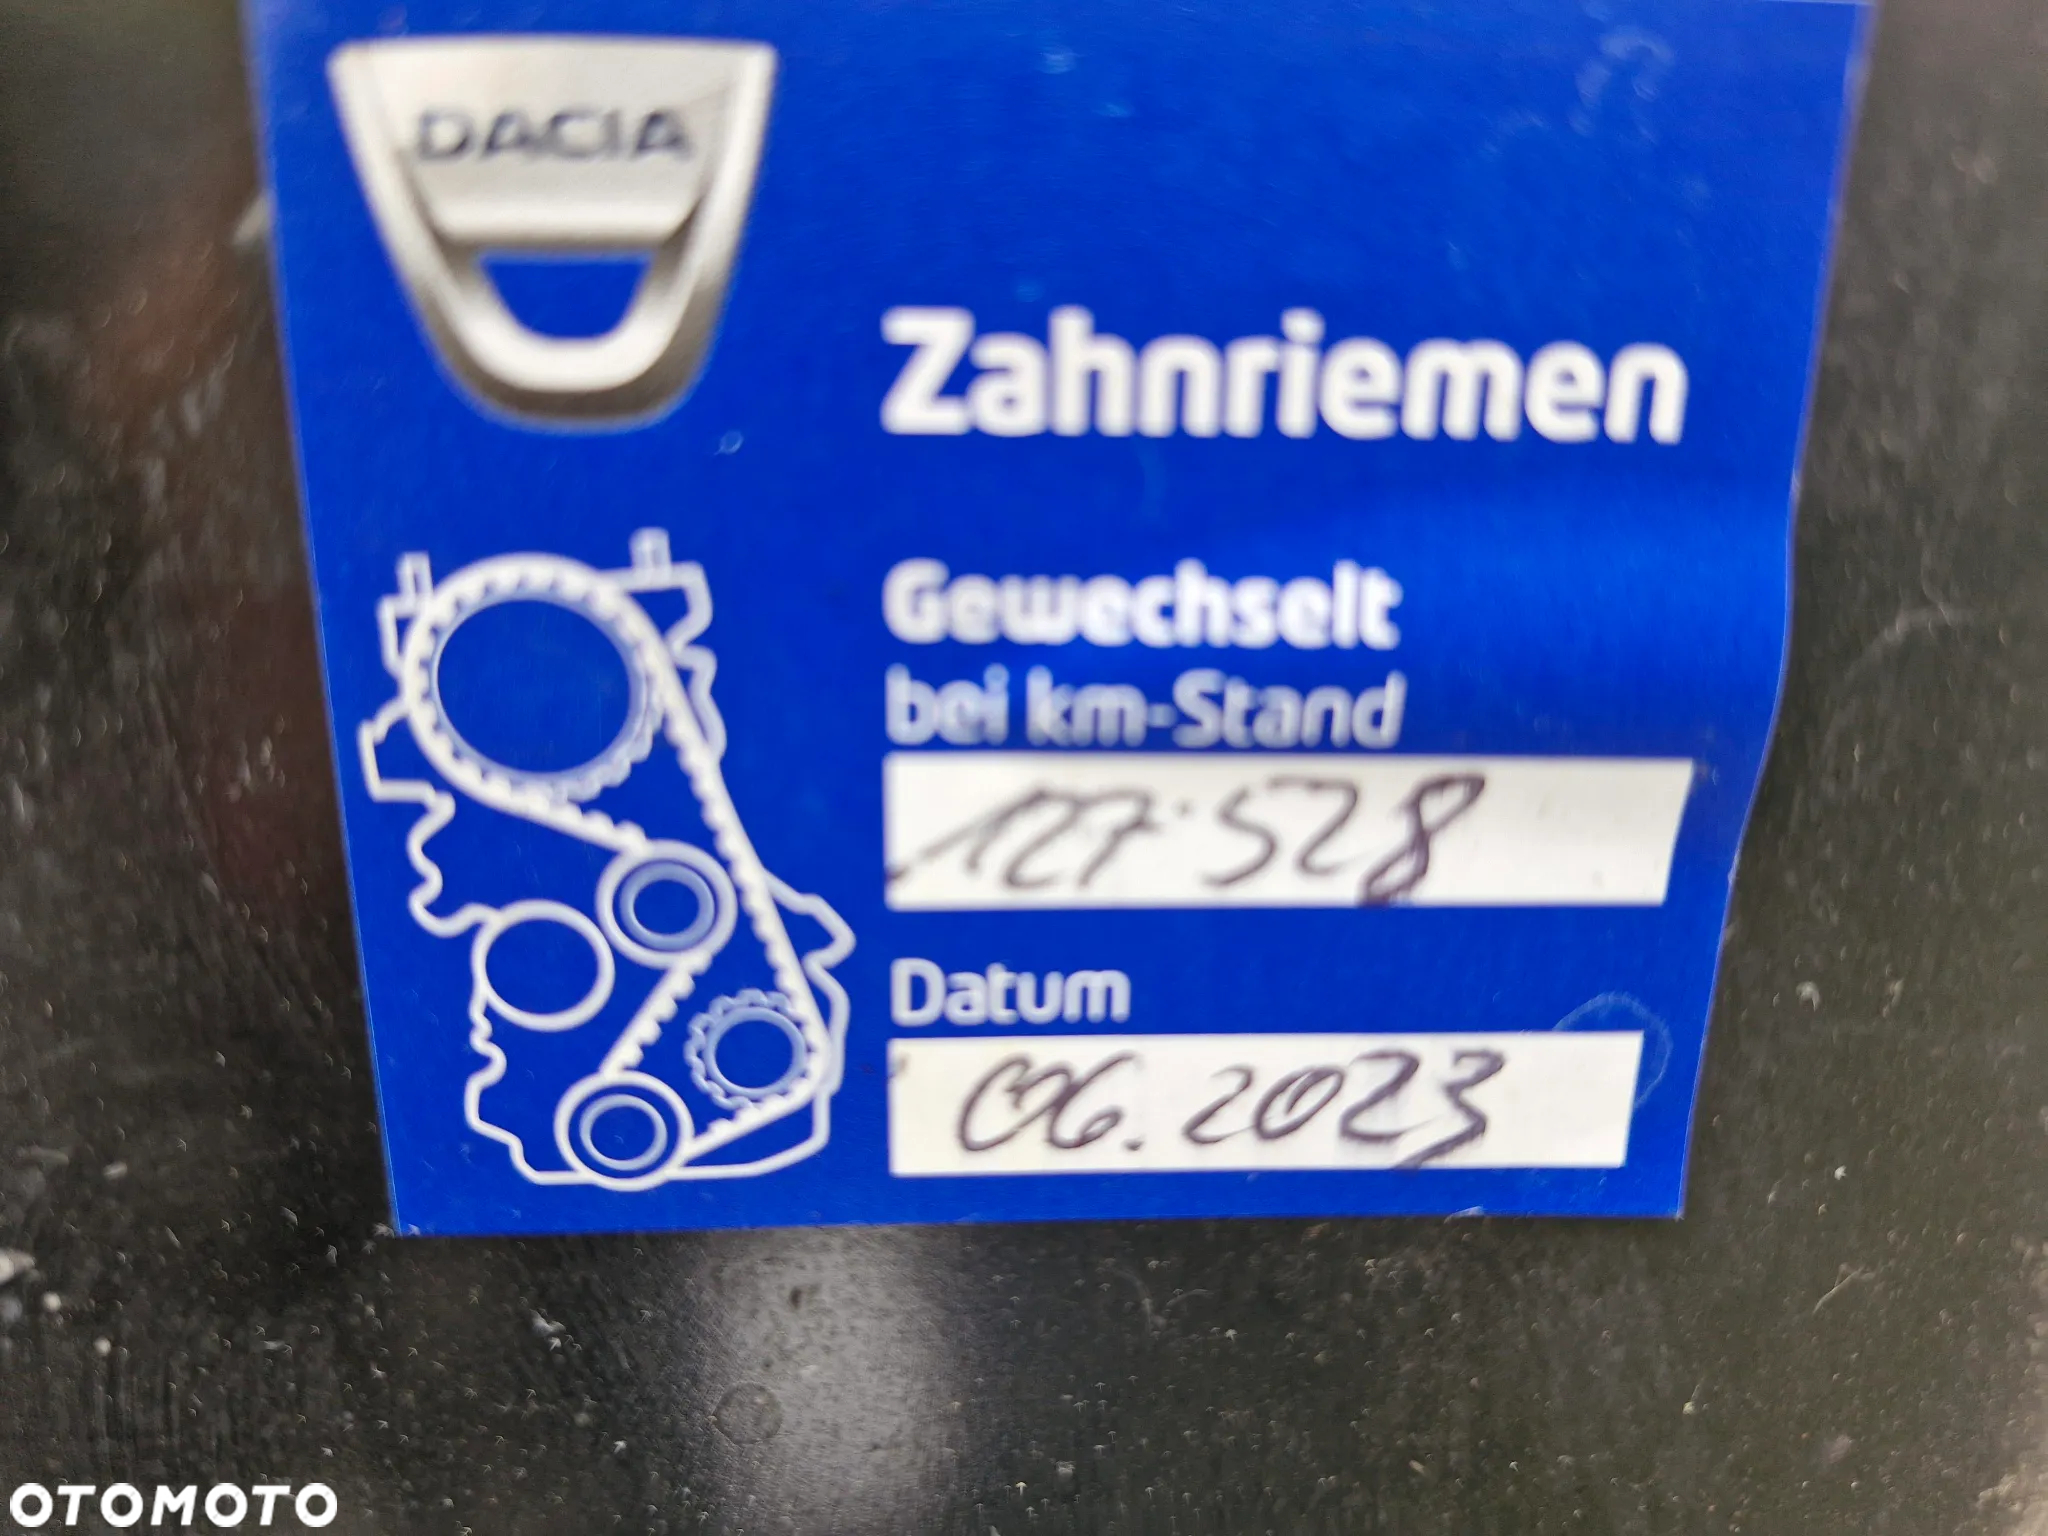 DACIA
Zahnriemen
Gewechselt
bei km-Stand
127.528
Datum
06.2023
OTOMOTO